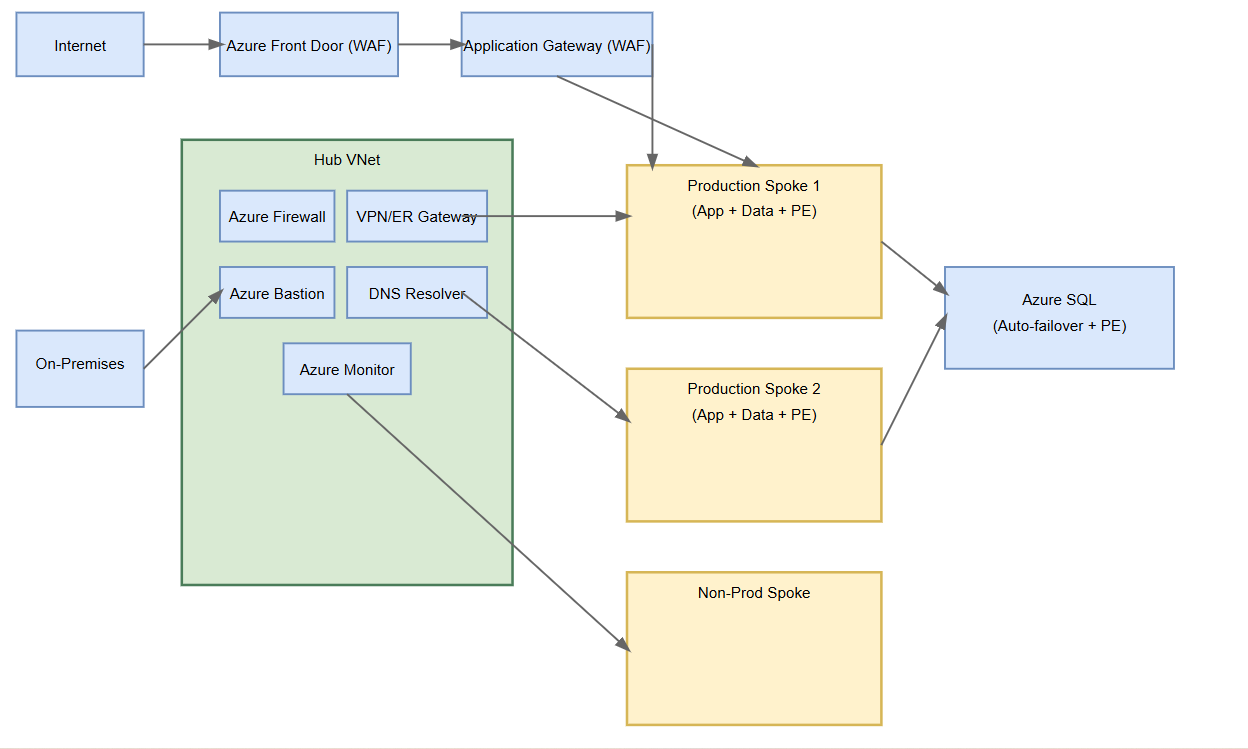 Internet
Azure Front Door (WAF)
Application Gateway (WAF)
Hub VNet
Azure Firewall
VPN/ER Gateway
Azure Bastion
DNS Resolver
Azure Monitor
On-Premises
Production Spoke 1
(App + Data + PE)
Production Spoke 2
(App + Data + PE)
Non-Prod Spoke
Azure SQL
(Auto-failover + PE)